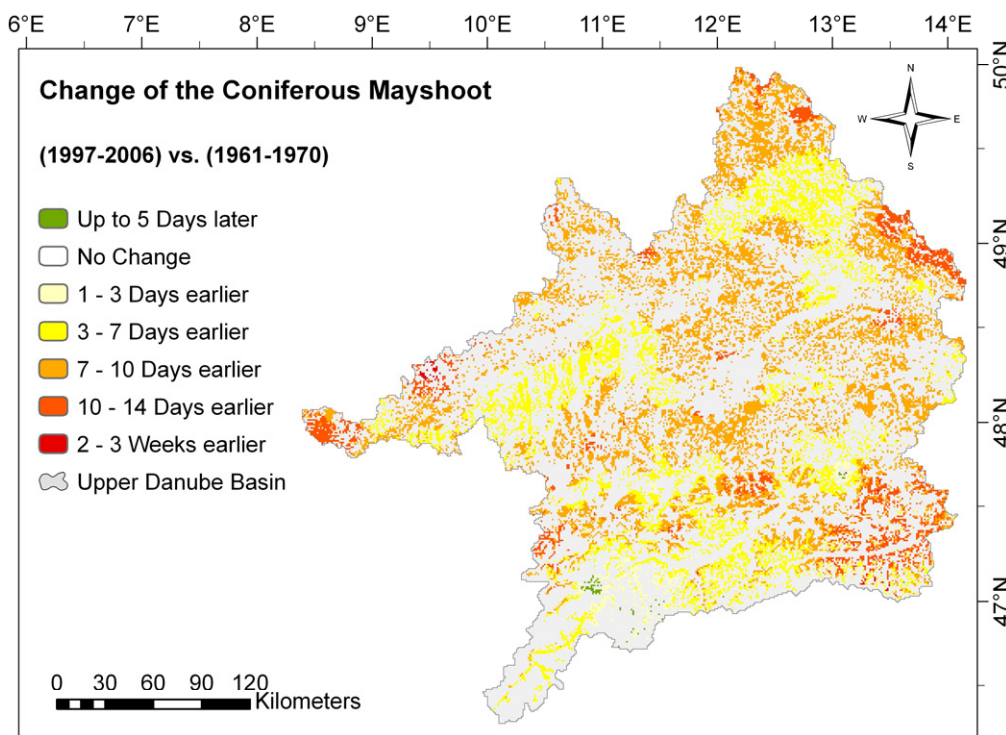 6°E 7°E 8°E 9°E 10°E 11°E 12°E 13°E 14°E
Change of the Coniferous Mayshoot
(1997-2006) vs. (1961-1970)
Up to 5 Days later
No Change
1 - 3 Days earlier
3 - 7 Days earlier
7 - 10 Days earlier
10 - 14 Days earlier
2 - 3 Weeks earlier
Upper Danube Basin
N
W E
S
50°N
49°N
48°N
47°N
0 30 60 90 120
Kilometers